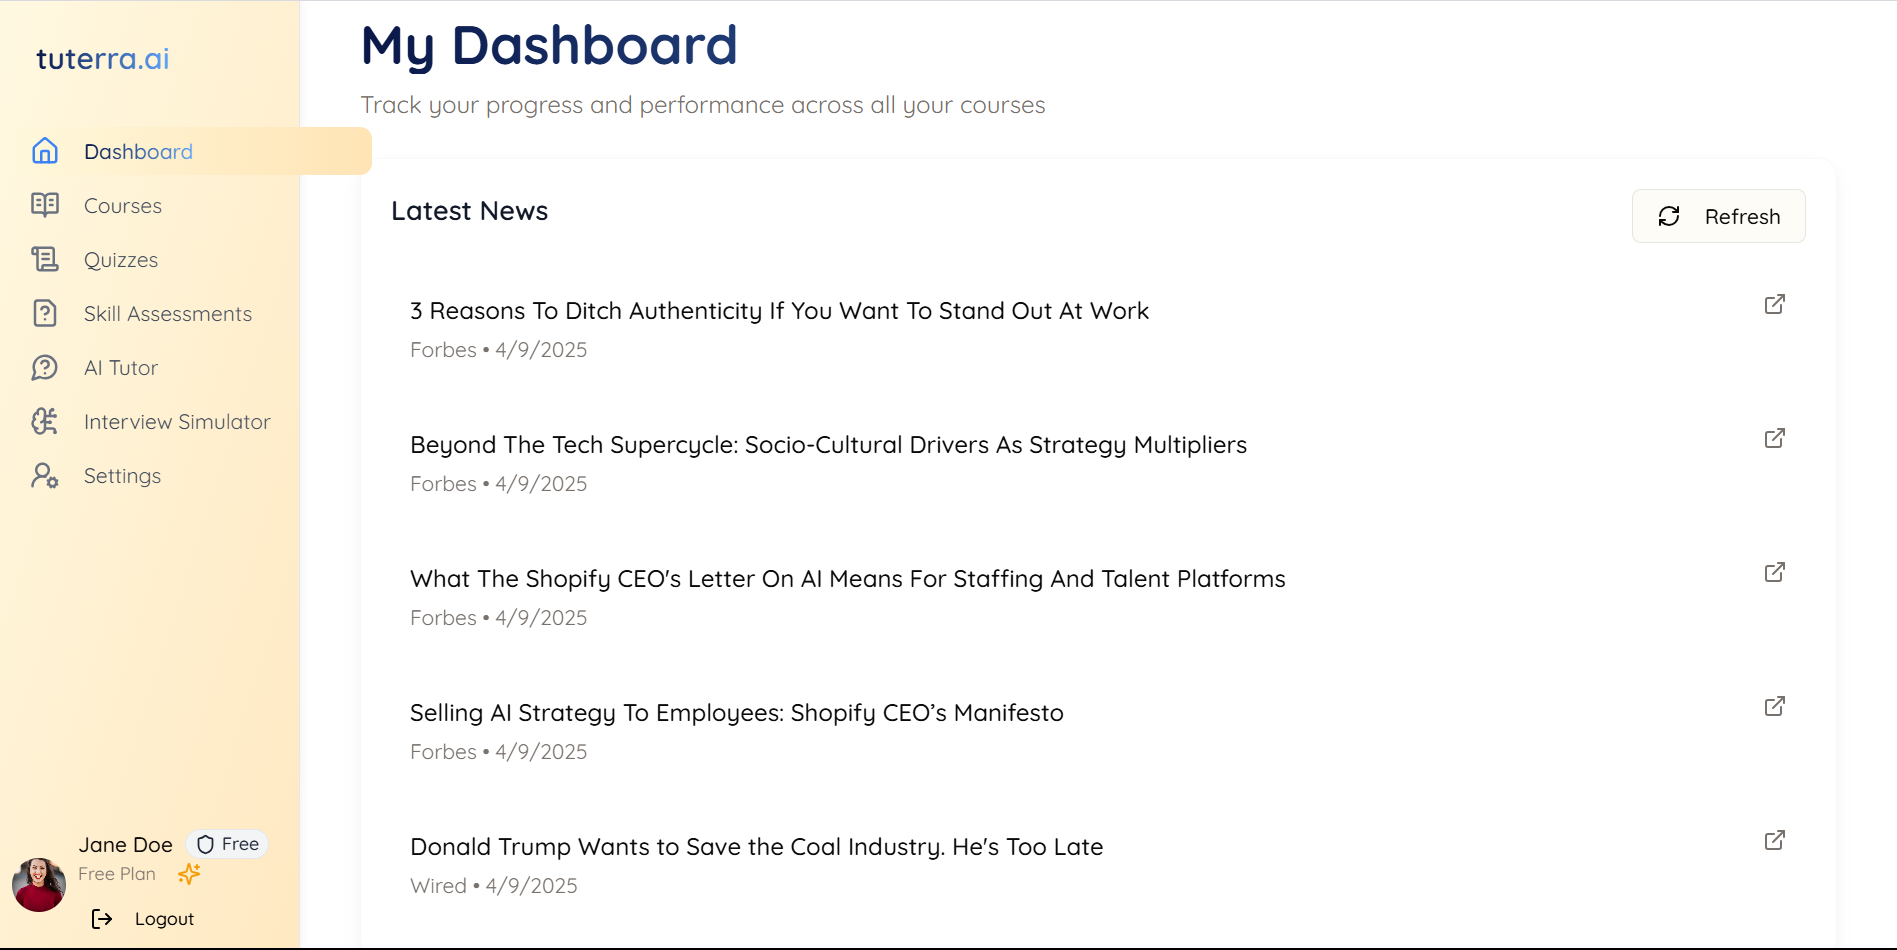 tuterra.ai
Dashboard
Courses
Quizzes
Skill Assessments
AI Tutor
Interview Simulator
Settings
Jane Doe
Free
Free Plan
Logout
My Dashboard
Track your progress and performance across all your courses
Latest News
Refresh
3 Reasons To Ditch Authenticity If You Want To Stand Out At Work
Forbes • 4/9/2025
Beyond The Tech Supercycle: Socio-Cultural Drivers As Strategy Multipliers
Forbes • 4/9/2025
What The Shopify CEO's Letter On AI Means For Staffing And Talent Platforms
Forbes • 4/9/2025
Selling AI Strategy To Employees: Shopify CEO’s Manifesto
Forbes • 4/9/2025
Donald Trump Wants to Save the Coal Industry. He's Too Late
Wired • 4/9/2025